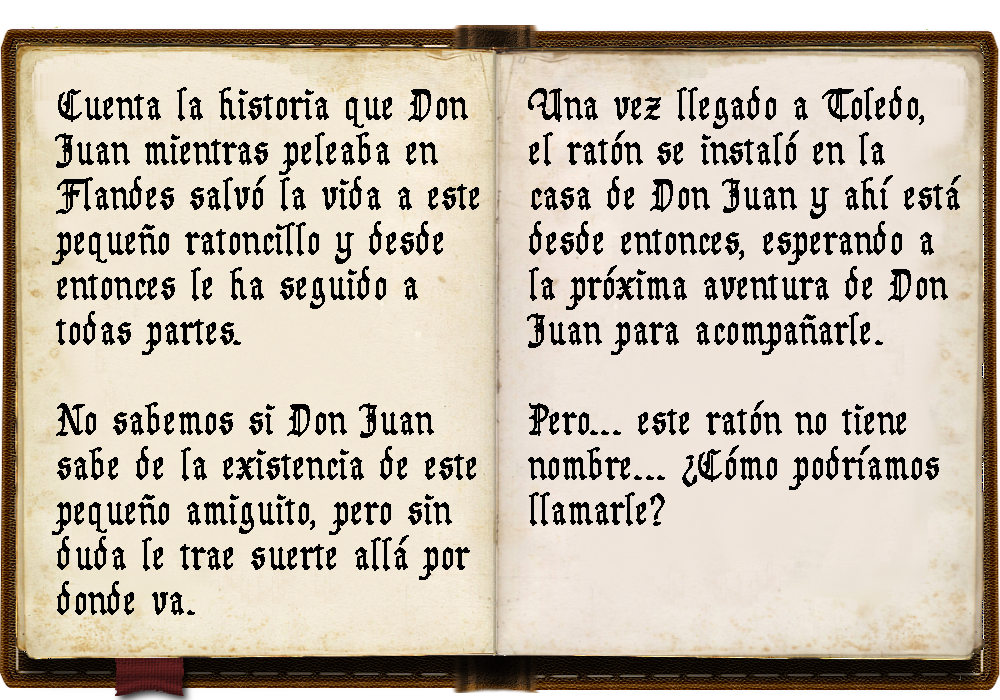 Cuenta la historia que Don
Juan mientras peleaba en
Flandes salvó la vida a este
pequeño ratoncillo y desde
entonces le ha seguido a
todas partes.
No sabemos si Don Juan
sabe de la existencia de este
pequeño amiguito, pero sin
duda le trae suerte allá por
donde va.
Una vez llegado a Toledo,
el ratón se instaló en la
casa de Don Juan y ahí está
desde entonces, esperando a
la próxima aventura de Don
Juan para acompañarle.
Pero... este ratón no tiene
nombre... ¿Cómo podríamos
llamarle?